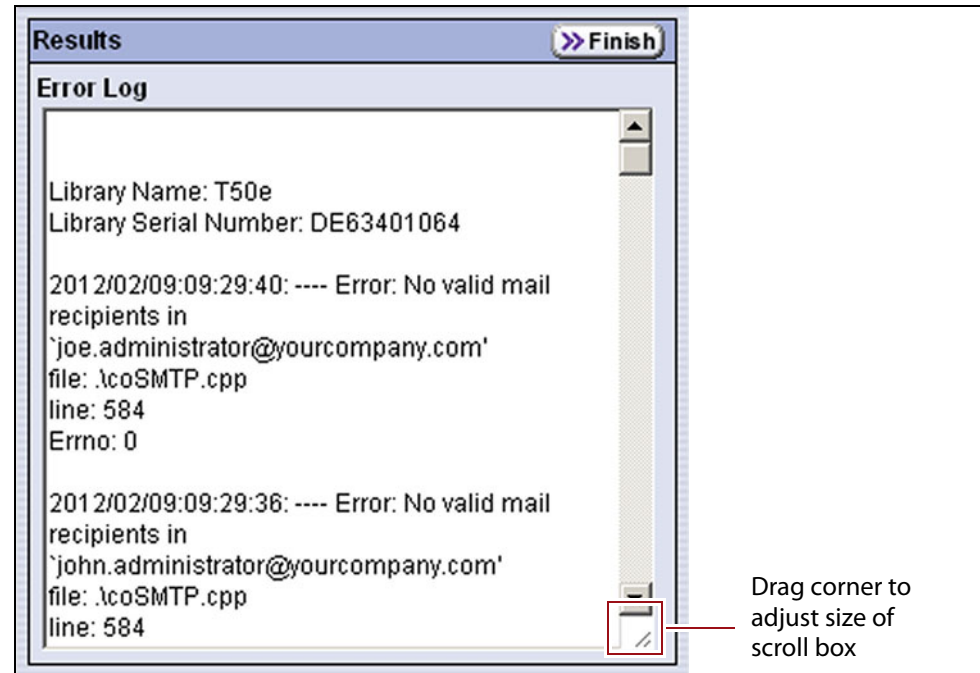 Results
Finish
Error Log
Library Name: T50e
Library Serial Number: DE63401064
2012/02/09:09:29:40: ---- Error: No valid mail
recipients in
`joe.administrator@yourcompany.com'
file: .\coSMTP.cpp
line: 584
Errno: 0
2012/02/09:09:29:36: ---- Error: No valid mail
recipients in
`john.administrator@yourcompany.com'
file: .\coSMTP.cpp
line: 584
Drag corner to
adjust size of
scroll box